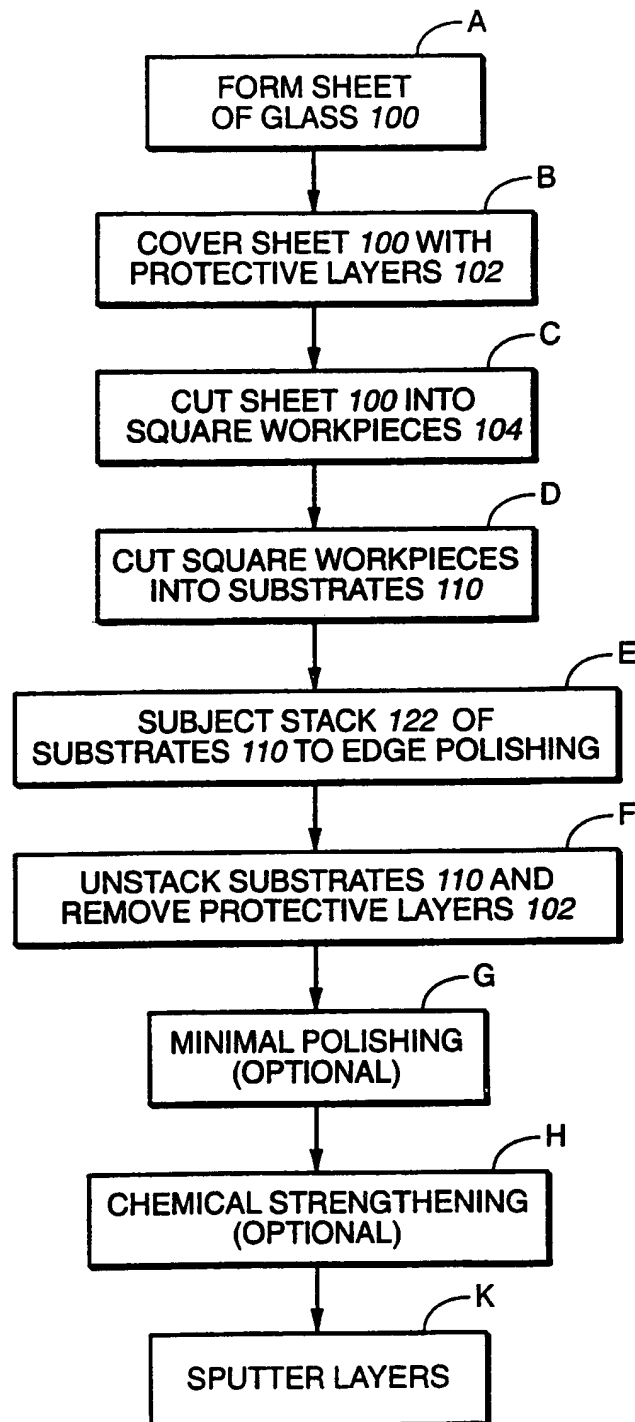 A
FORM SHEET
OF GLASS 100
B
COVER SHEET 100 WITH
PROTECTIVE LAYERS 102
C
CUT SHEET 100 INTO
SQUARE WORKPIECES 104
D
CUT SQUARE WORKPIECES
INTO SUBSTRATES 110
E
SUBJECT STACK 122 OF
SUBSTRATES 110 TO EDGE POLISHING
F
UNSTACK SUBSTRATES 110 AND
REMOVE PROTECTIVE LAYERS 102
G
MINIMAL POLISHING
(OPTIONAL)
H
CHEMICAL STRENGTHENING
(OPTIONAL)
K
SPUTTER LAYERS